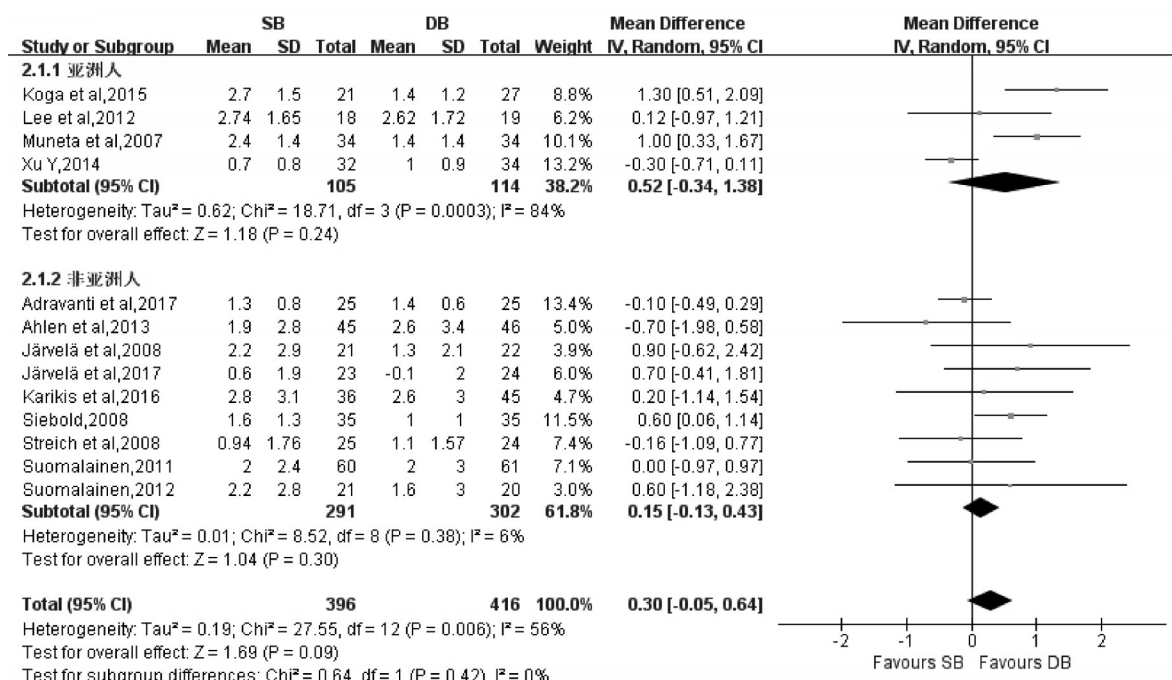 SB DB Mean Difference Mean Difference
Study or Subgroup Mean SD Total Mean SD Total Weight IV, Random, 95% CI IV, Random, 95% CI
2.1.1 亚洲人
Koga et al,2015 2.7 1.5 21 1.4 1.2 27 8.8% 1.30 [0.51, 2.09]
Lee et al,2012 2.74 1.65 18 2.62 1.72 19 6.2% 0.12 [-0.97, 1.21]
Muneta et al,2007 2.4 1.4 34 1.4 1.4 34 10.1% 1.00 [0.33, 1.67]
Xu Y,2014 0.7 0.8 32 1 0.9 34 13.2% -0.30 [-0.71, 0.11]
Subtotal (95% CI) 105 114 38.2% 0.52 [-0.34, 1.38]
Heterogeneity: Tau² = 0.62; Chi² = 18.71, df = 3 (P = 0.0003); I² = 84%
Test for overall effect: Z = 1.18 (P = 0.24)
2.1.2 非亚洲人
Adravanti et al,2017 1.3 0.8 25 1.4 0.6 25 13.4% -0.10 [-0.49, 0.29]
Ahlen et al,2013 1.9 2.8 45 2.6 3.4 46 5.0% -0.70 [-1.98, 0.58]
Järvelä et al,2008 2.2 2.9 21 1.3 2.1 22 3.9% 0.90 [-0.62, 2.42]
Järvelä et al,2017 0.6 1.9 23 -0.1 2 24 6.0% 0.70 [-0.41, 1.81]
Karikis et al,2016 2.8 3.1 36 2.6 3 45 4.7% 0.20 [-1.14, 1.54]
Siebold,2008 1.6 1.3 35 1 1 35 11.5% 0.60 [0.06, 1.14]
Streich et al,2008 0.94 1.76 25 1.1 1.57 24 7.4% -0.16 [-1.09, 0.77]
Suomalainen,2011 2 2.4 60 2 3 61 7.1% 0.00 [-0.97, 0.97]
Suomalainen,2012 2.2 2.8 21 1.6 3 20 3.0% 0.60 [-1.18, 2.38]
Subtotal (95% CI) 291 302 61.8% 0.15 [-0.13, 0.43]
Heterogeneity: Tau² = 0.01; Chi² = 8.52, df = 8 (P = 0.38); I² = 6%
Test for overall effect: Z = 1.04 (P = 0.30)
Total (95% CI) 396 416 100.0% 0.30 [-0.05, 0.64]
Heterogeneity: Tau² = 0.19; Chi² = 27.55, df = 12 (P = 0.006); I² = 56%
Test for overall effect: Z = 1.69 (P = 0.09)
Test for subgroup differences: Chi² = 0.64, df = 1 (P = 0.42), I² = 0%
-2 -1 0 1 2
Favours SB Favours DB